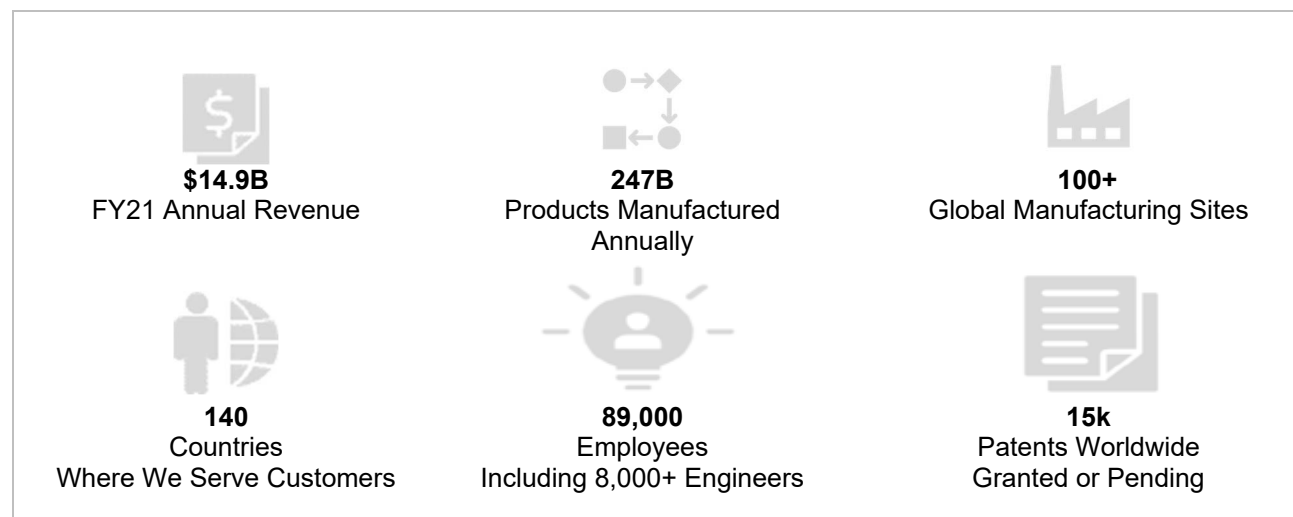 $14.9B
FY21 Annual Revenue
247B
Products Manufactured
Annually
100+
Global Manufacturing Sites
140
Countries
Where We Serve Customers
89,000
Employees
Including 8,000+ Engineers
15k
Patents Worldwide
Granted or Pending